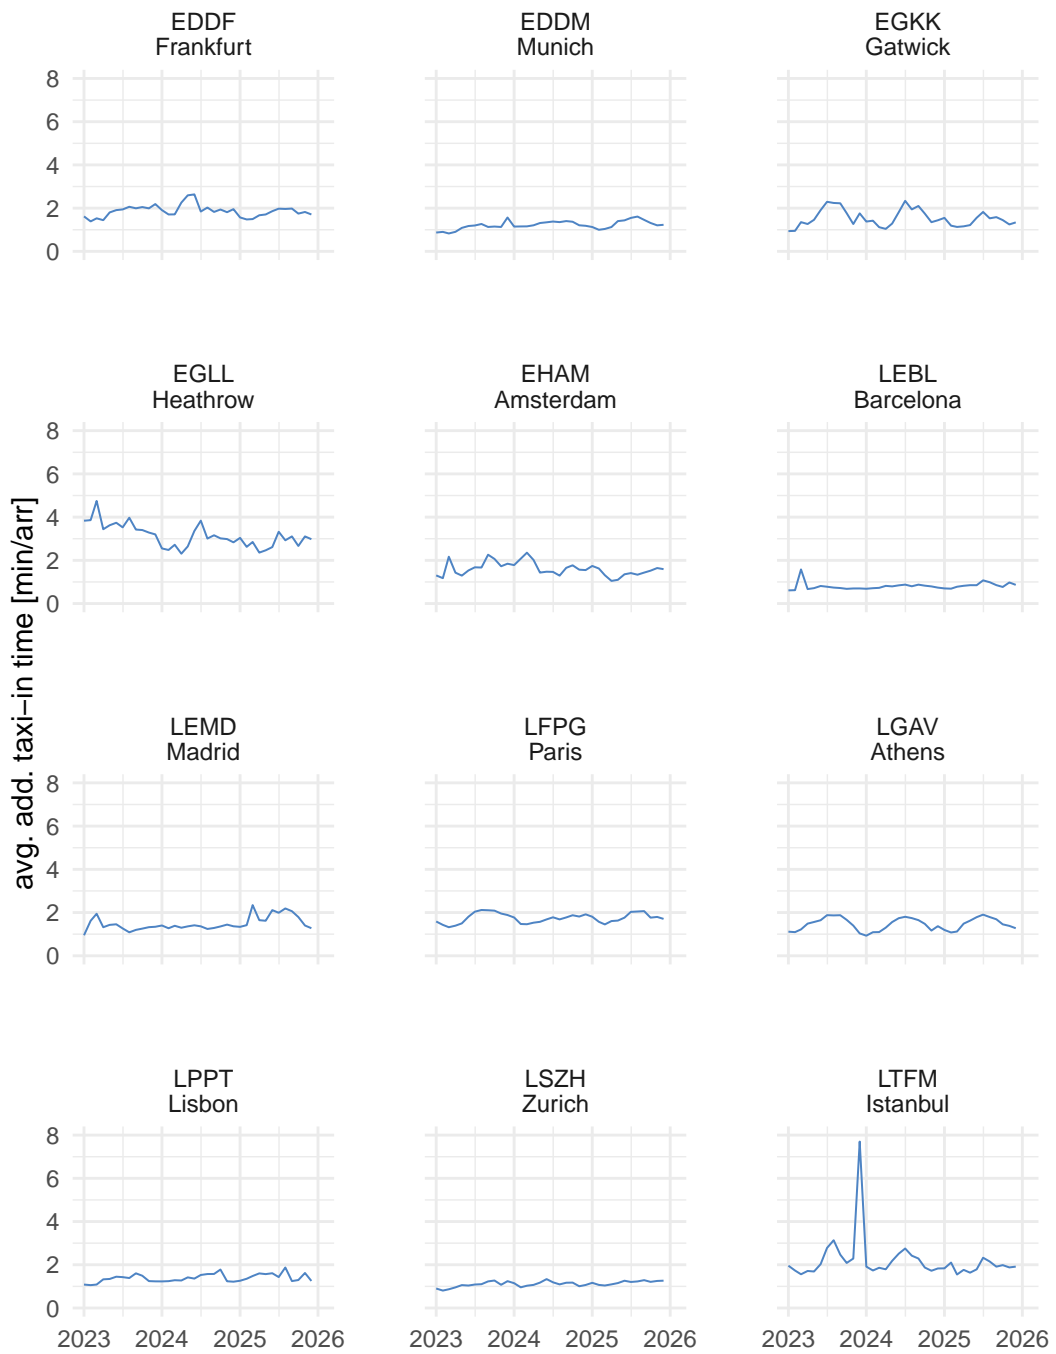 EDDF
Frankfurt
EDDM
Munich
EGKK
Gatwick
8
6
4
2
0
EGLL
Heathrow
EHAM
Amsterdam
LEBL
Barcelona
8
6
4
2
0
avg. add. taxi−in time [min/arr]
LEMD
Madrid
LFPG
Paris
LGAV
Athens
8
6
4
2
0
LPPT
Lisbon
LSZH
Zurich
LTFM
Istanbul
8
6
4
2
0
2023 2024 2025 2026
2023 2024 2025 2026
2023 2024 2025 2026